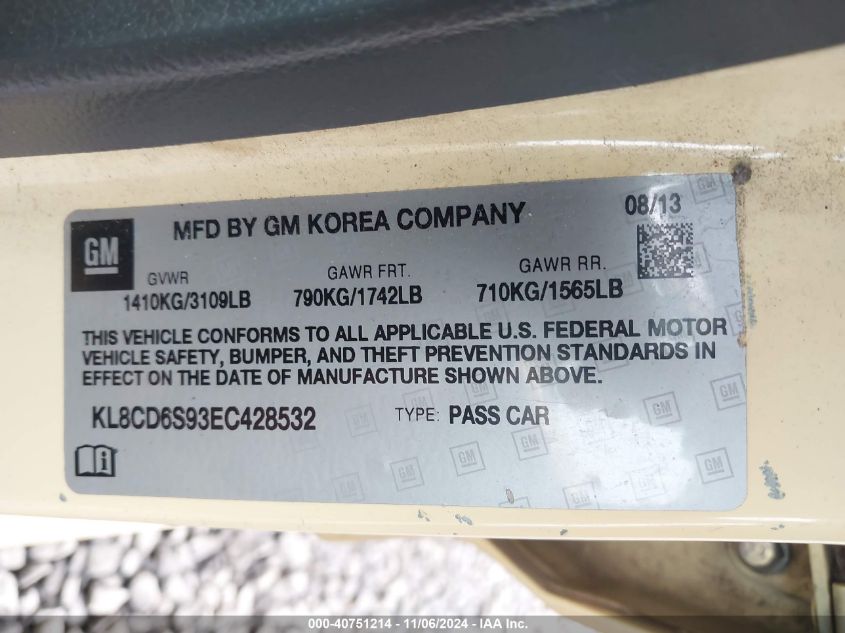 GM
MFD BY GM KOREA COMPANY
08/13
GVWR
GAWR FRT.
GAWR RR.
1410KG/3109LB
790KG/1742LB
710KG/1565LB
THIS VEHICLE CONFORMS TO ALL APPLICABLE U.S. FEDERAL MOTOR
VEHICLE SAFETY, BUMPER, AND THEFT PREVENTION STANDARDS IN
EFFECT ON THE DATE OF MANUFACTURE SHOWN ABOVE.
KL8CD6S93EC428532
TYPE: PASS CAR
000-40751214 - 11/06/2024 - IAA Inc.